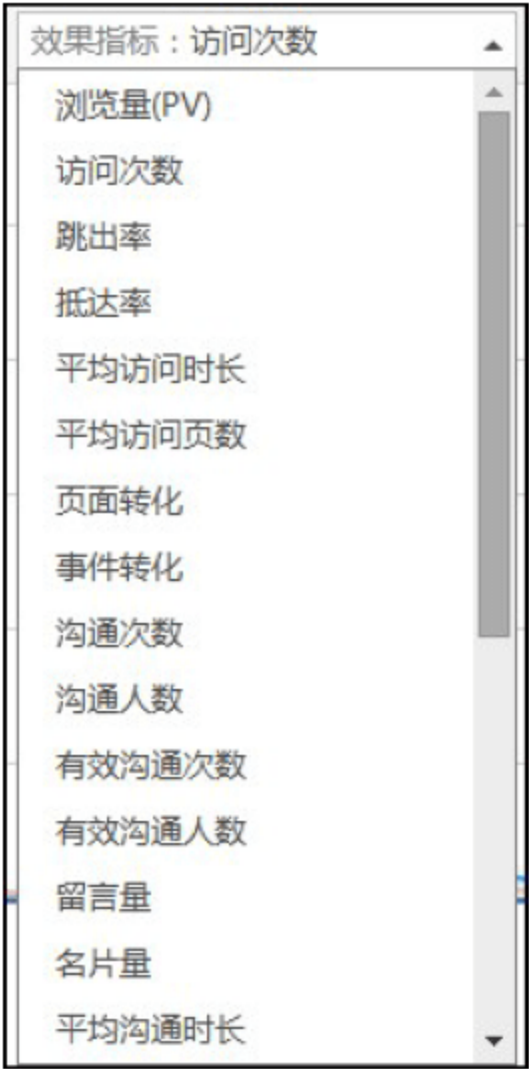 效果指标：访问次数
浏览量(PV)
访问次数
跳出率
抵达率
平均访问时长
平均访问页数
页面转化
事件转化
沟通次数
沟通人数
有效沟通次数
有效沟通人数
留言量
名片量
平均沟通时长